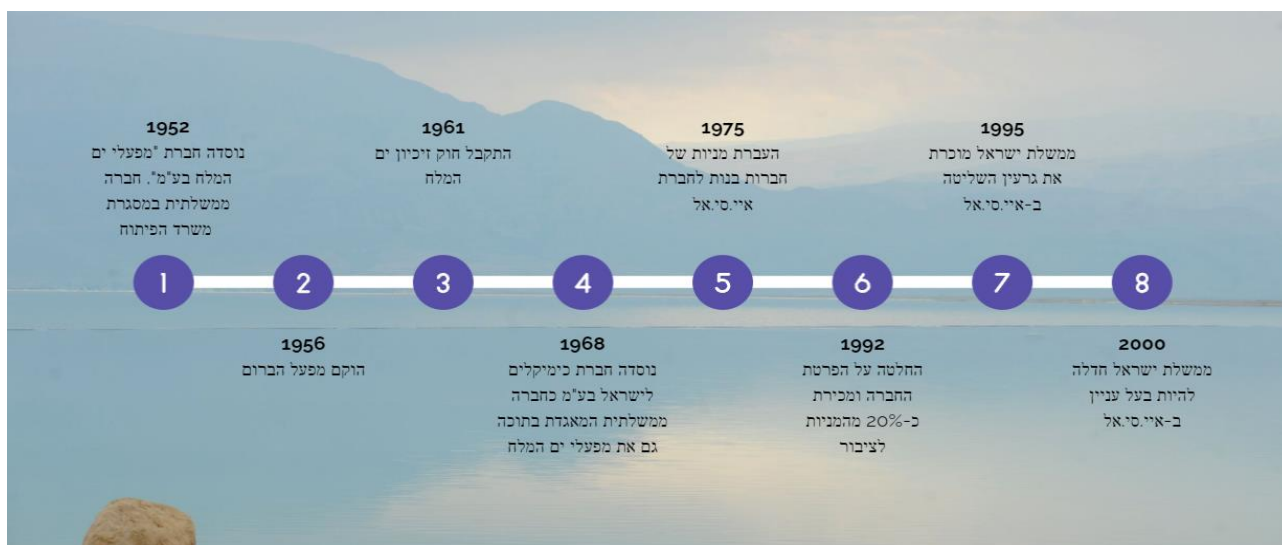 1952
נוסדה חברת "מפעלי ים
המלח בע"מ", חברה
ממשלתית במסגרת
משרד הפיתוח
1961
התקבל חוק זיכיון ים
המלח
1975
העברת מניות של
חברות בנות לחברת
איי.סי.אל
1995
ממשלת ישראל מוכרת
את גרעין השליטה
ב-איי.סי.אל
1
2
3
4
5
6
7
8
1956
הוקם מפעל הברום
1968
נוסדה חברת כימיקלים
לישראל בע"מ כחברה
ממשלתית המאגדת בתוכה
גם את מפעלי ים המלח
1992
החלטה על הפרטת
החברה ומכירת
כ-20% מהמניות
לציבור
2000
ממשלת ישראל חדלה
להיות בעל עניין
ב-איי.סי.אל